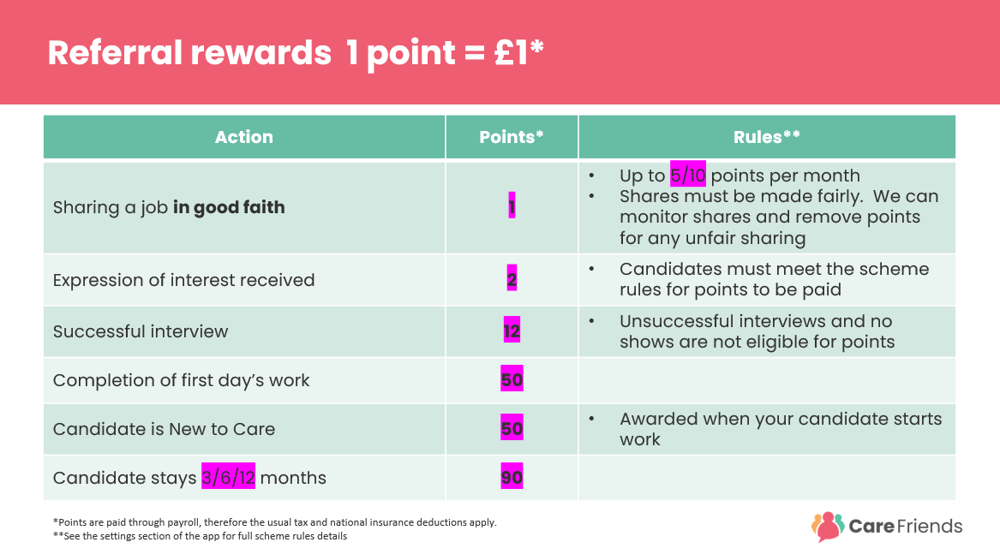 Referral rewards  1 point = £1*
Action
Points*
Rules**
Sharing a job in good faith
1
• Up to 5/10 points per month
• Shares must be made fairly.  We can
monitor shares and remove points
for any unfair sharing
Expression of interest received
2
• Candidates must meet the scheme
rules for points to be paid
Successful interview
12
• Unsuccessful interviews and no
shows are not eligible for points
Completion of first day’s work
50
Candidate is New to Care
50
• Awarded when your candidate starts
work
Candidate stays 3/6/12 months
90
*Points are paid through payroll, therefore the usual tax and national insurance deductions apply.
**See the settings section of the app for full scheme rules details
CareFriends